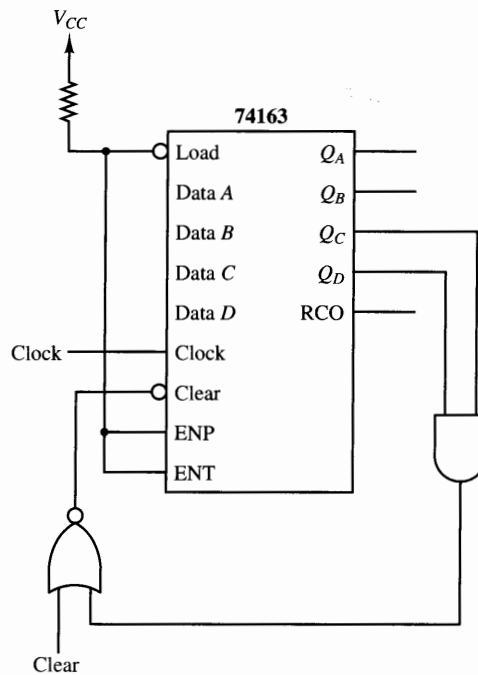 V_CC
74163
Load
Q_A
Data A
Q_B
Data B
Q_C
Data C
Q_D
Data D
RCO
Clock
Clock
Clear
ENP
ENT
Clear